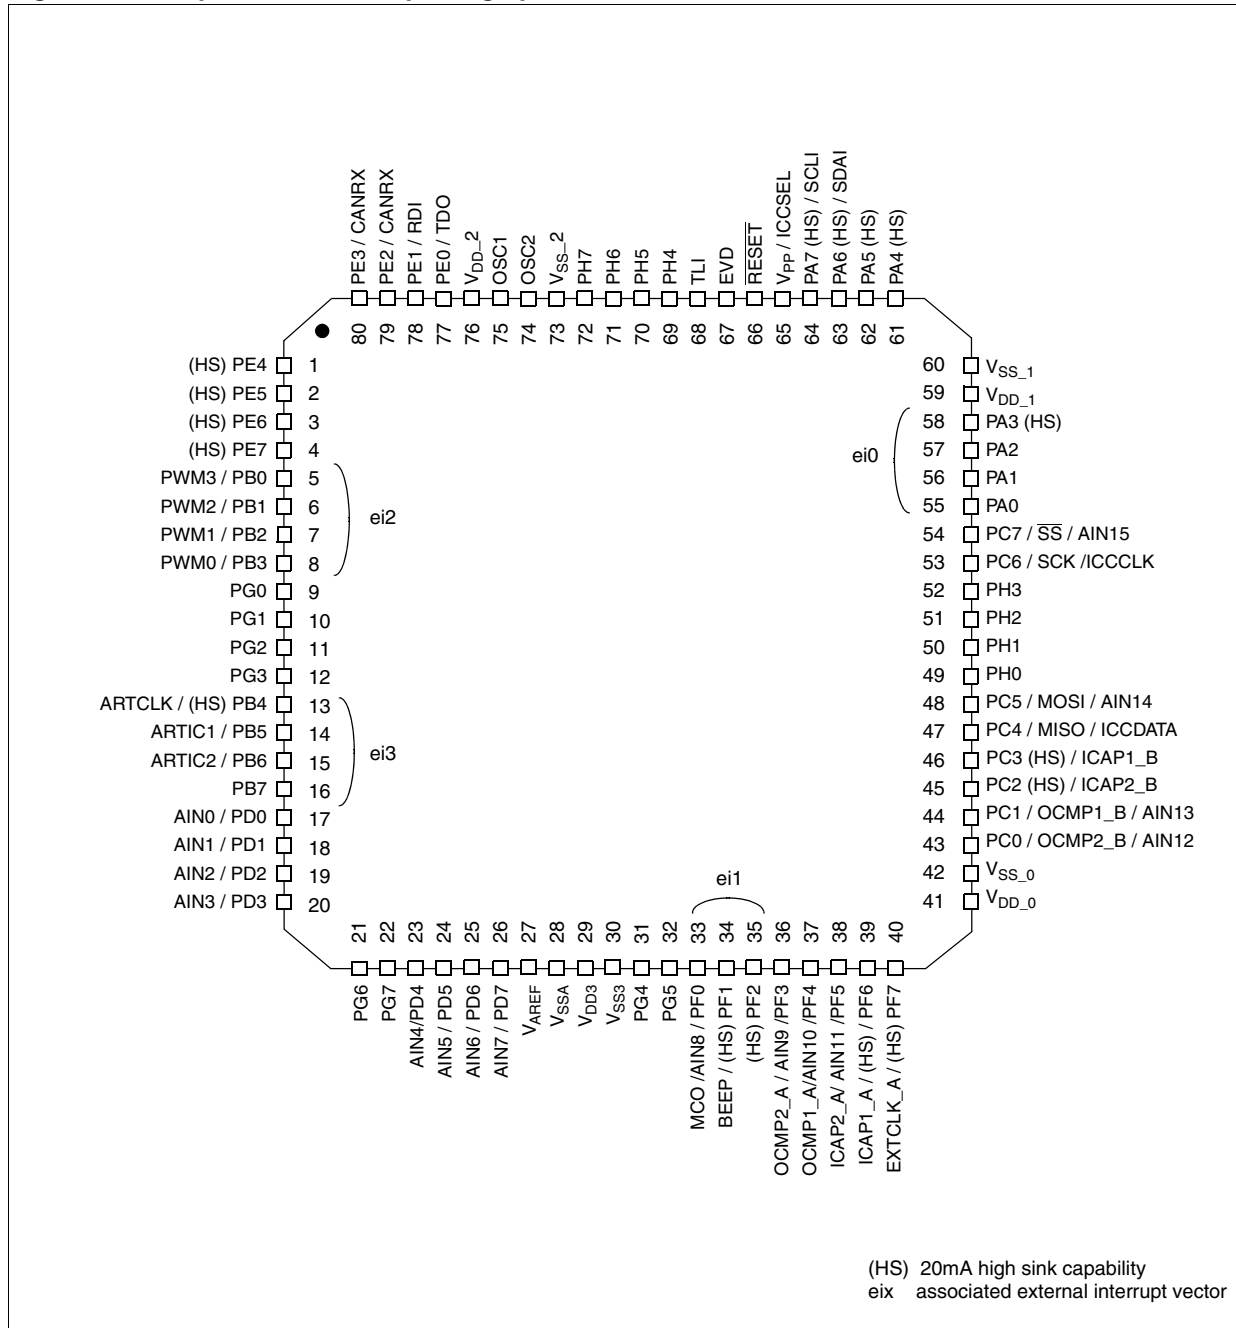 PE3 / CANRX
PE2 / CANRX
PE1 / RDI
PE0 / TDO
VDD_2
OSC1
OSC2
VSS_2
PH7
PH6
PH5
PH4
TLI
EVD
RESET
VPP / ICCSEL
PA7 (HS) / SCLI
PA6 (HS) / SDAI
PA5 (HS)
PA4 (HS)
80 79 78 77 76 75 74 73 72 71 70 69 68 67 66 65 64 63 62 61
(HS) PE4 1
(HS) PE5 2
(HS) PE6 3
(HS) PE7 4
PWM3 / PB0 5
PWM2 / PB1 6
PWM1 / PB2 7
PWM0 / PB3 8
ei2
PG0 9
PG1 10
PG2 11
PG3 12
ARTCLK / (HS) PB4 13
ARTIC1 / PB5 14
ARTIC2 / PB6 15
PB7 16
ei3
AIN0 / PD0 17
AIN1 / PD1 18
AIN2 / PD2 19
AIN3 / PD3 20
60 VSS_1
59 VDD_1
58 PA3 (HS)
57 PA2
56 PA1
55 PA0
ei0
54 PC7 / SS / AIN15
53 PC6 / SCK /ICCCLK
52 PH3
51 PH2
50 PH1
49 PH0
48 PC5 / MOSI / AIN14
47 PC4 / MISO / ICCDATA
46 PC3 (HS) / ICAP1_B
45 PC2 (HS) / ICAP2_B
44 PC1 / OCMP1_B / AIN13
43 PC0 / OCMP2_B / AIN12
42 VSS_0
41 VDD_0
ei1
21 22 23 24 25 26 27 28 29 30 31 32 33 34 35 36 37 38 39 40
PG6
PG7
AIN4/PD4
AIN5 / PD5
AIN6 / PD6
AIN7 / PD7
VAREF
VSSA
VDD3
VSS3
PG4
PG5
MCO /AIN8 / PF0
BEEP / (HS) PF1
(HS) PF2
OCMP2_A / AIN9 /PF3
OCMP1_A/AIN10 /PF4
ICAP2_A/ AIN11 /PF5
ICAP1_A / (HS) / PF6
EXTCLK_A / (HS) PF7
(HS) 20mA high sink capability
eix associated external interrupt vector